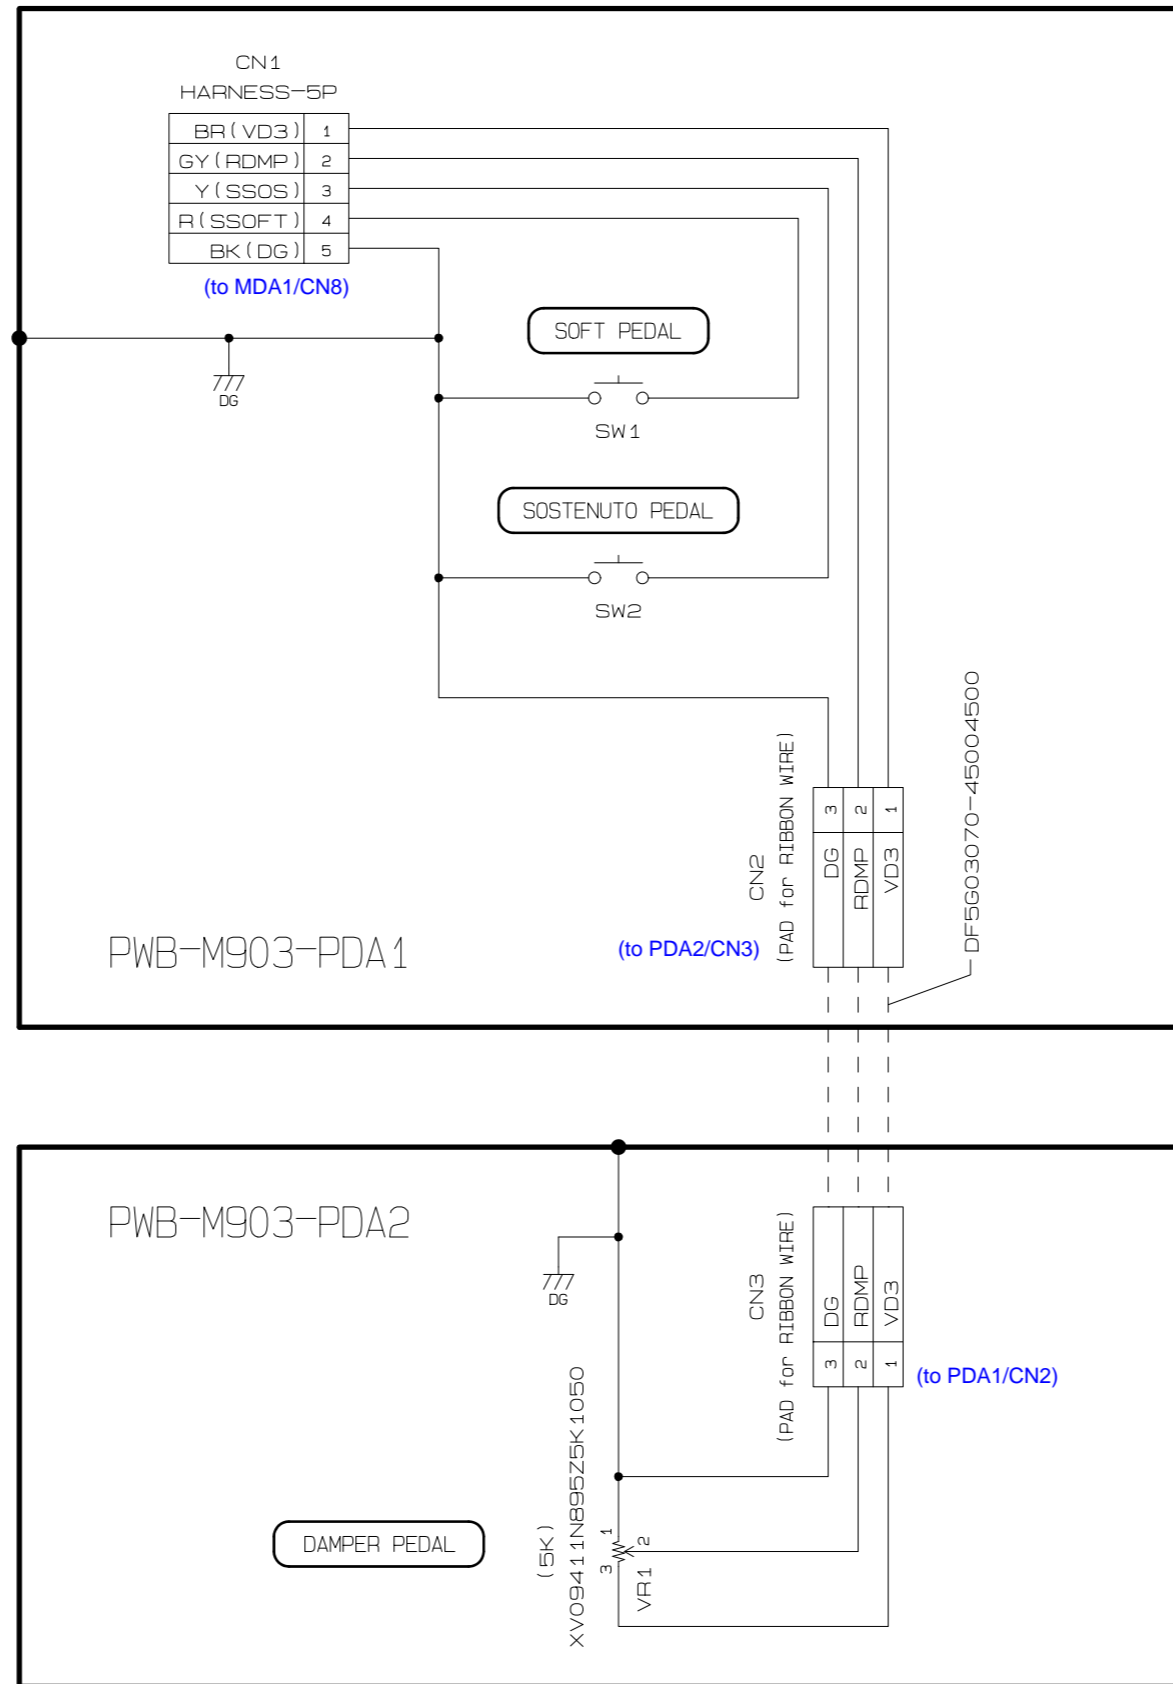 CN1
HARNESS-5P
BR(VD3) 1
GY(RDMP) 2
Y(SSOS) 3
R(SSOFT) 4
BK(DG) 5
(to MDA1/CN8)
DG
SOFT PEDAL
SW1
SOSTENUTO PEDAL
SW2
CN2
(PAD for RIBBON WIRE)
3 2 1
DG RDMP VD3
DF5G03070-45004500
(to PDA2/CN3)
PWB-M903-PDA1
PWB-M903-PDA2
DG
CN3
(PAD for RIBBON WIRE)
DG RDMP VD3
3 2 1
(to PDA1/CN2)
DAMPER PEDAL
(5K)
XV09411N895Z5K1050
1
2
3
VR1